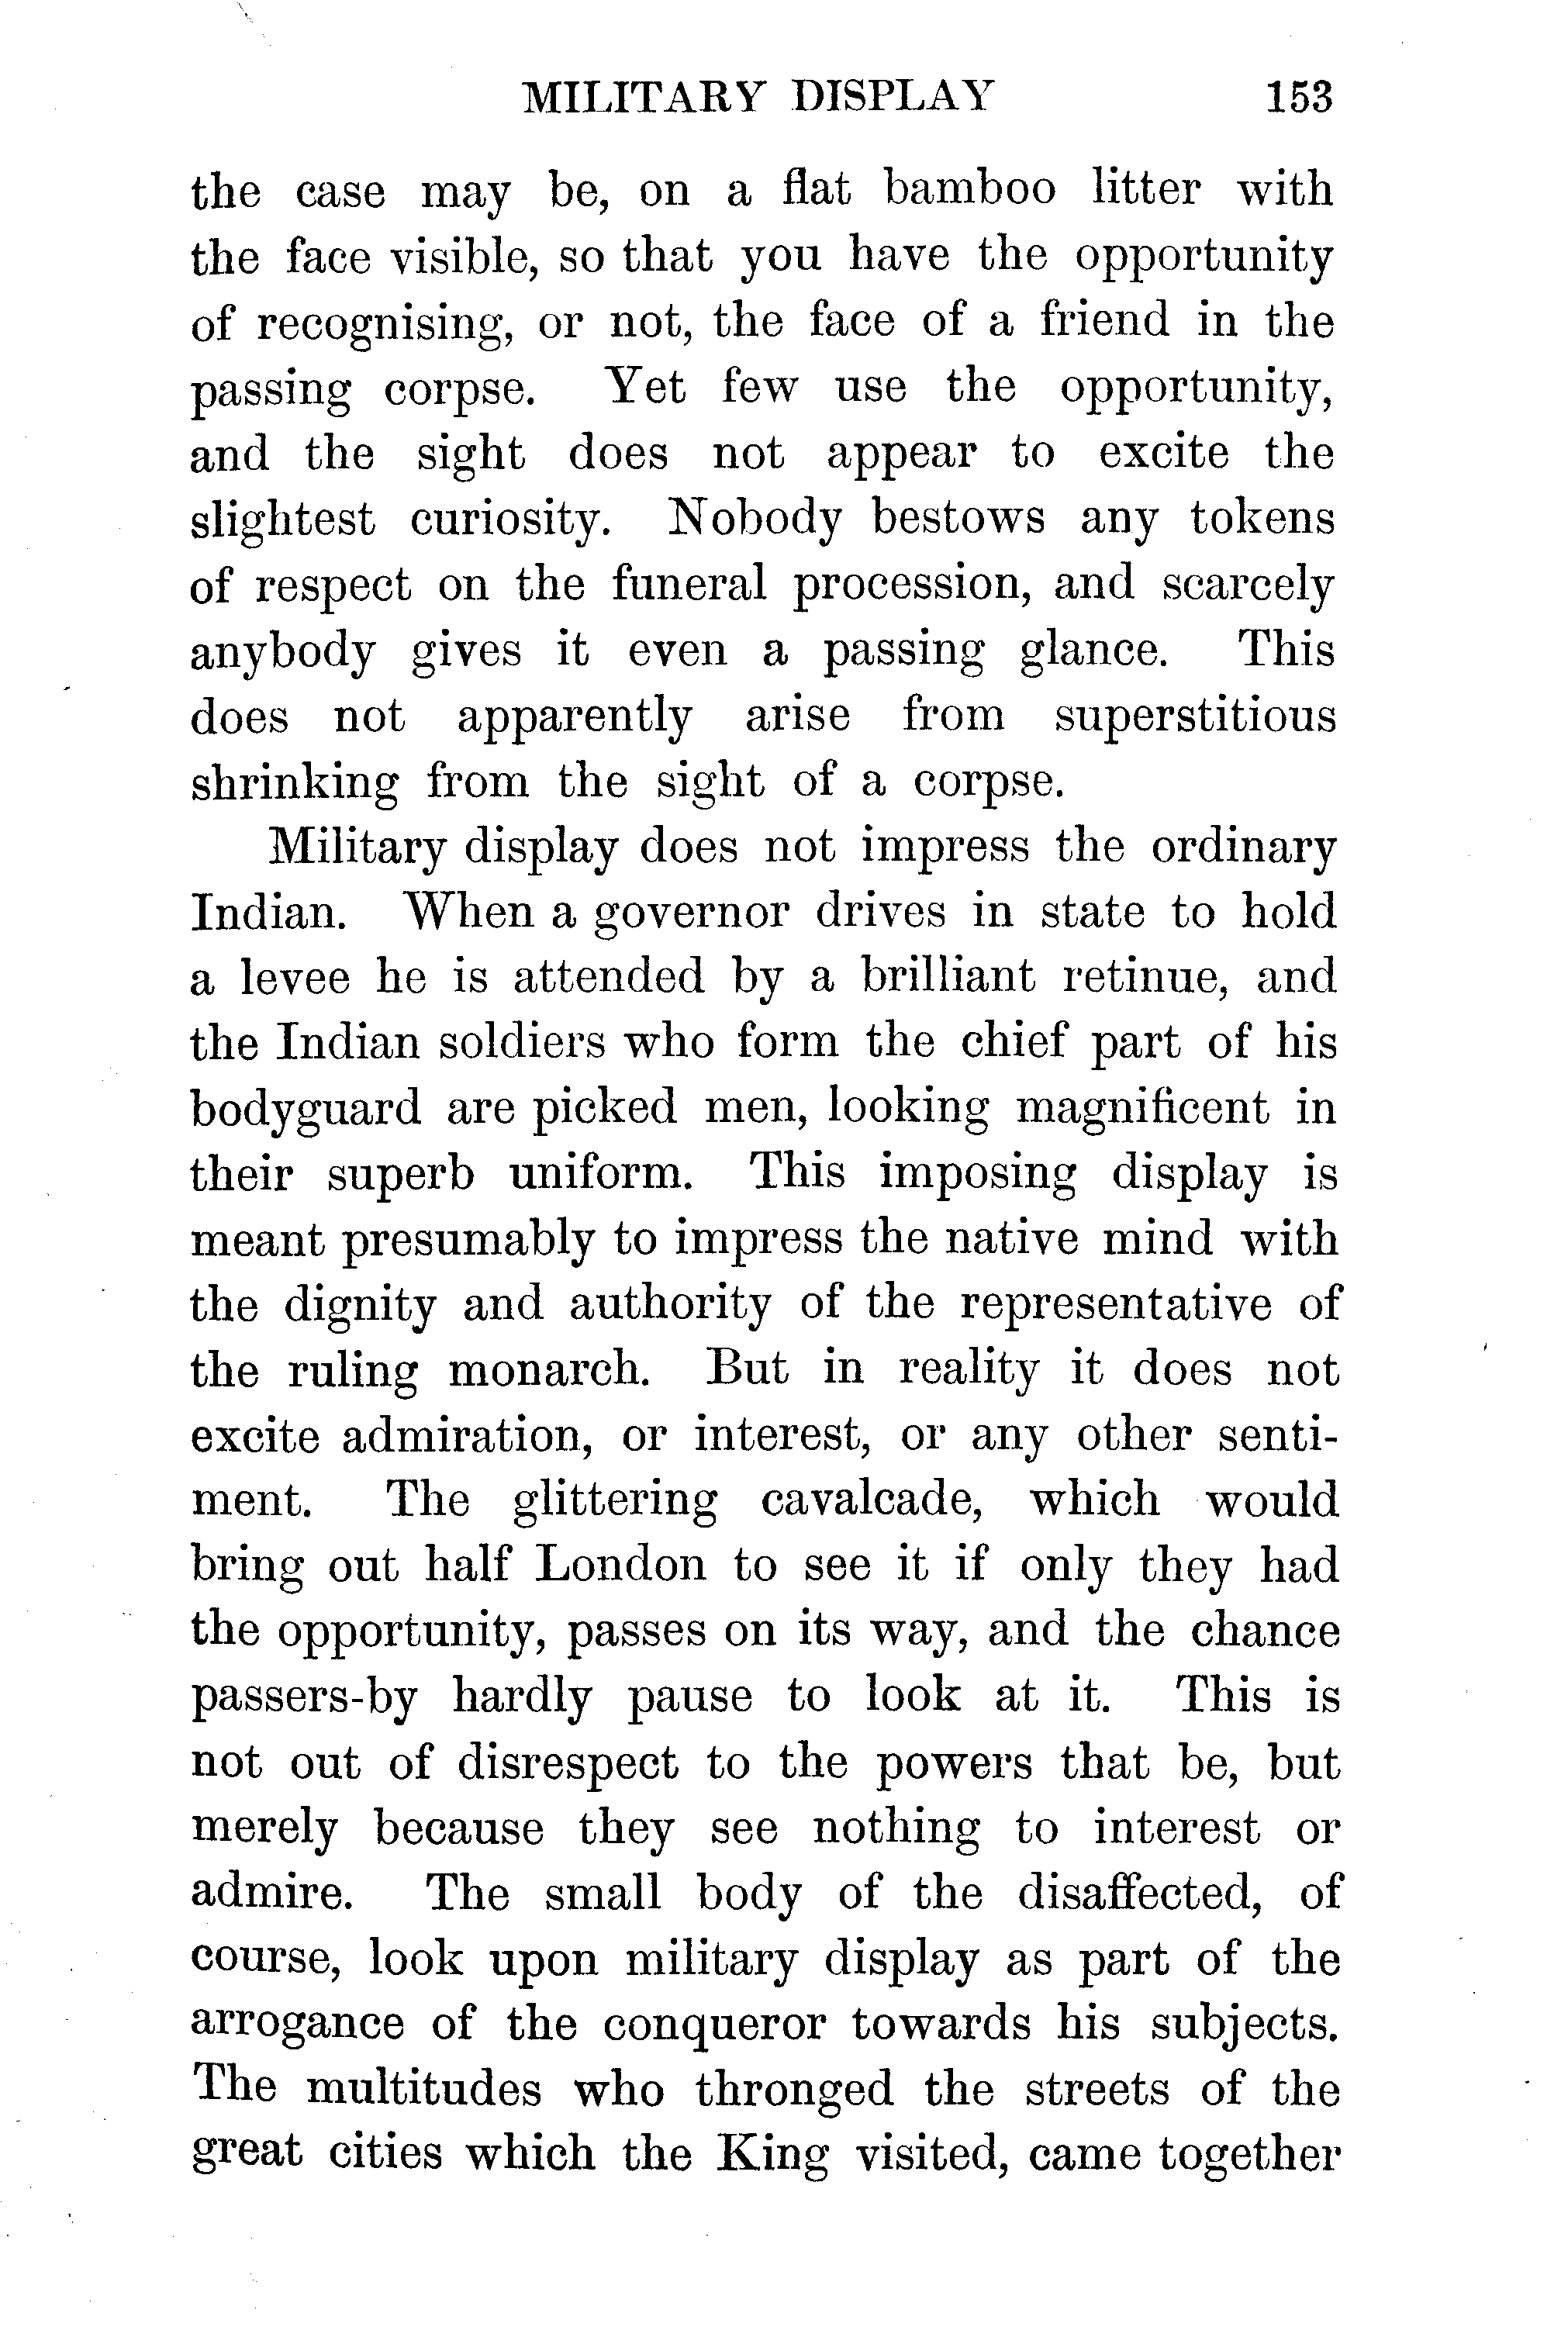 MILITARY DISPLAY 153
the case may be, on a flat bamboo litter with
the face visible, so that you have the opportunity
of recognising, or not, the face of a friend in the
passing corpse. Yet few use the opportunity,
and the sight does not appear to excite the
slightest curiosity. Nobody bestows any tokens
of respect on the funeral procession, and scarcely
anybody gives it even a passing glance. This
does not apparently arise from superstitious
shrinking from the sight of a corpse.
Military display does not impress the ordinary
Indian. When a governor drives in state to hold
a levee he is attended by a brilliant retinue, and
the Indian soldiers who form the chief part of his
bodyguard are picked men, looking magnificent in
their superb uniform. This imposing display is
meant presumably to impress the native mind with
the dignity and authority of the representative of
the ruling monarch. But in reality it does not
excite admiration, or interest, or any other senti-
ment. The glittering cavalcade, which would
bring out half London to see it if only they had
the opportunity, passes on its way, and the chance
passers-by hardly pause to look at it. This is
not out of disrespect to the powers that be, but
merely because they see nothing to interest or
admire. The small body of the disaffected, of
course, look upon military display as part of the
arrogance of the conqueror towards his subjects.
The multitudes who thronged the streets of the
great cities which the King visited, came together